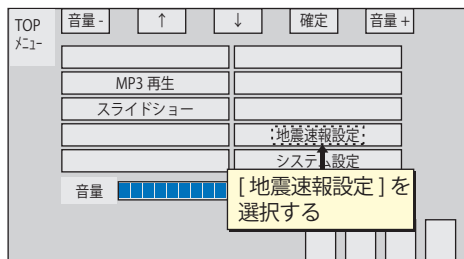 TOP
メニュー
音量 -
↑
↓
確定
音量 +
MP3 再生
スライドショー
地震速報設定
システム設定
音量
[ 地震速報設定 ] を
選択する